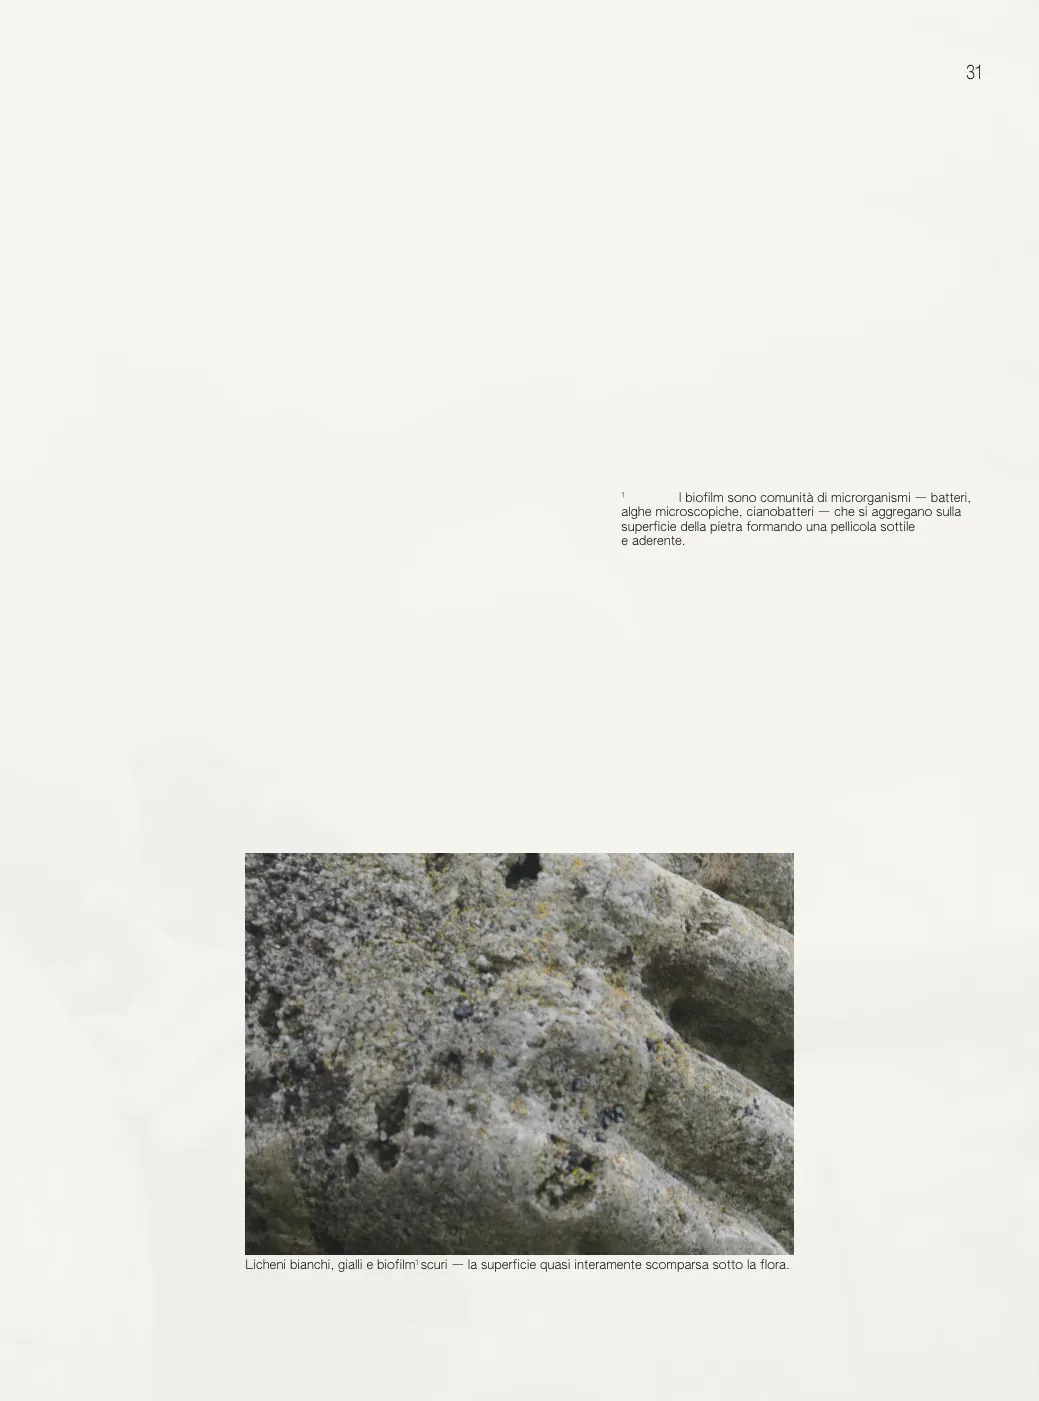 31
¹ I biofilm sono comunità di microrganismi — batteri,
alghe microscopiche, cianobatteri — che si aggregano sulla
superficie della pietra formando una pellicola sottile
e aderente.
Licheni bianchi, gialli e biofilm¹ scuri — la superficie quasi interamente scomparsa sotto la flora.